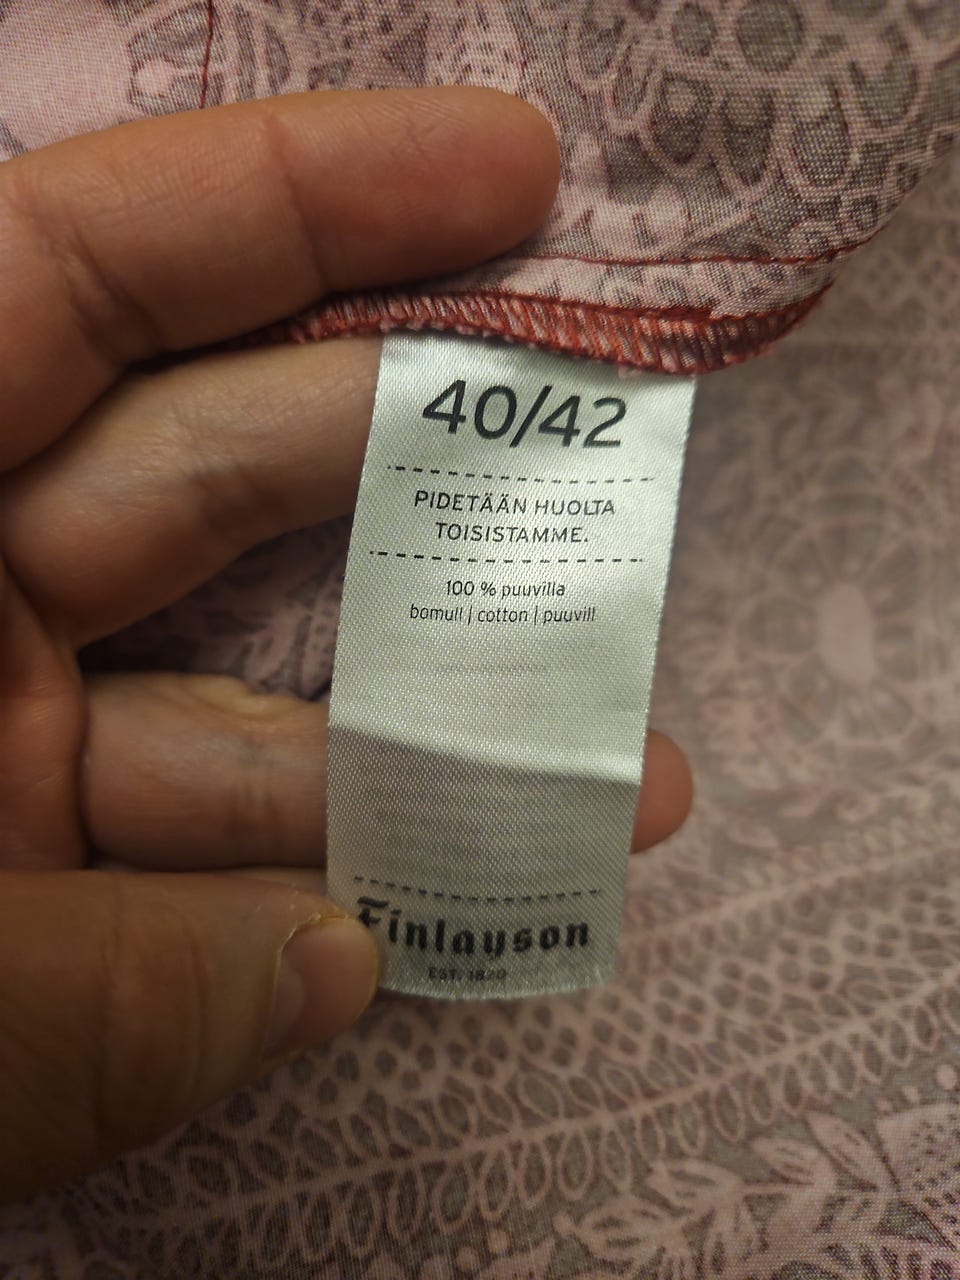 40/42
PIDETÄÄN HUOLTA
TOISISTAMME.
100 % puuvilla
bomull | cotton | puuvill
Finlayson
EST. 1820